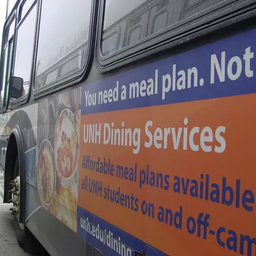 You need a meal plan. Not
UNH Dining Services
Affordable meal plans available
all UNH students on and off-cam
unh.edu/dining